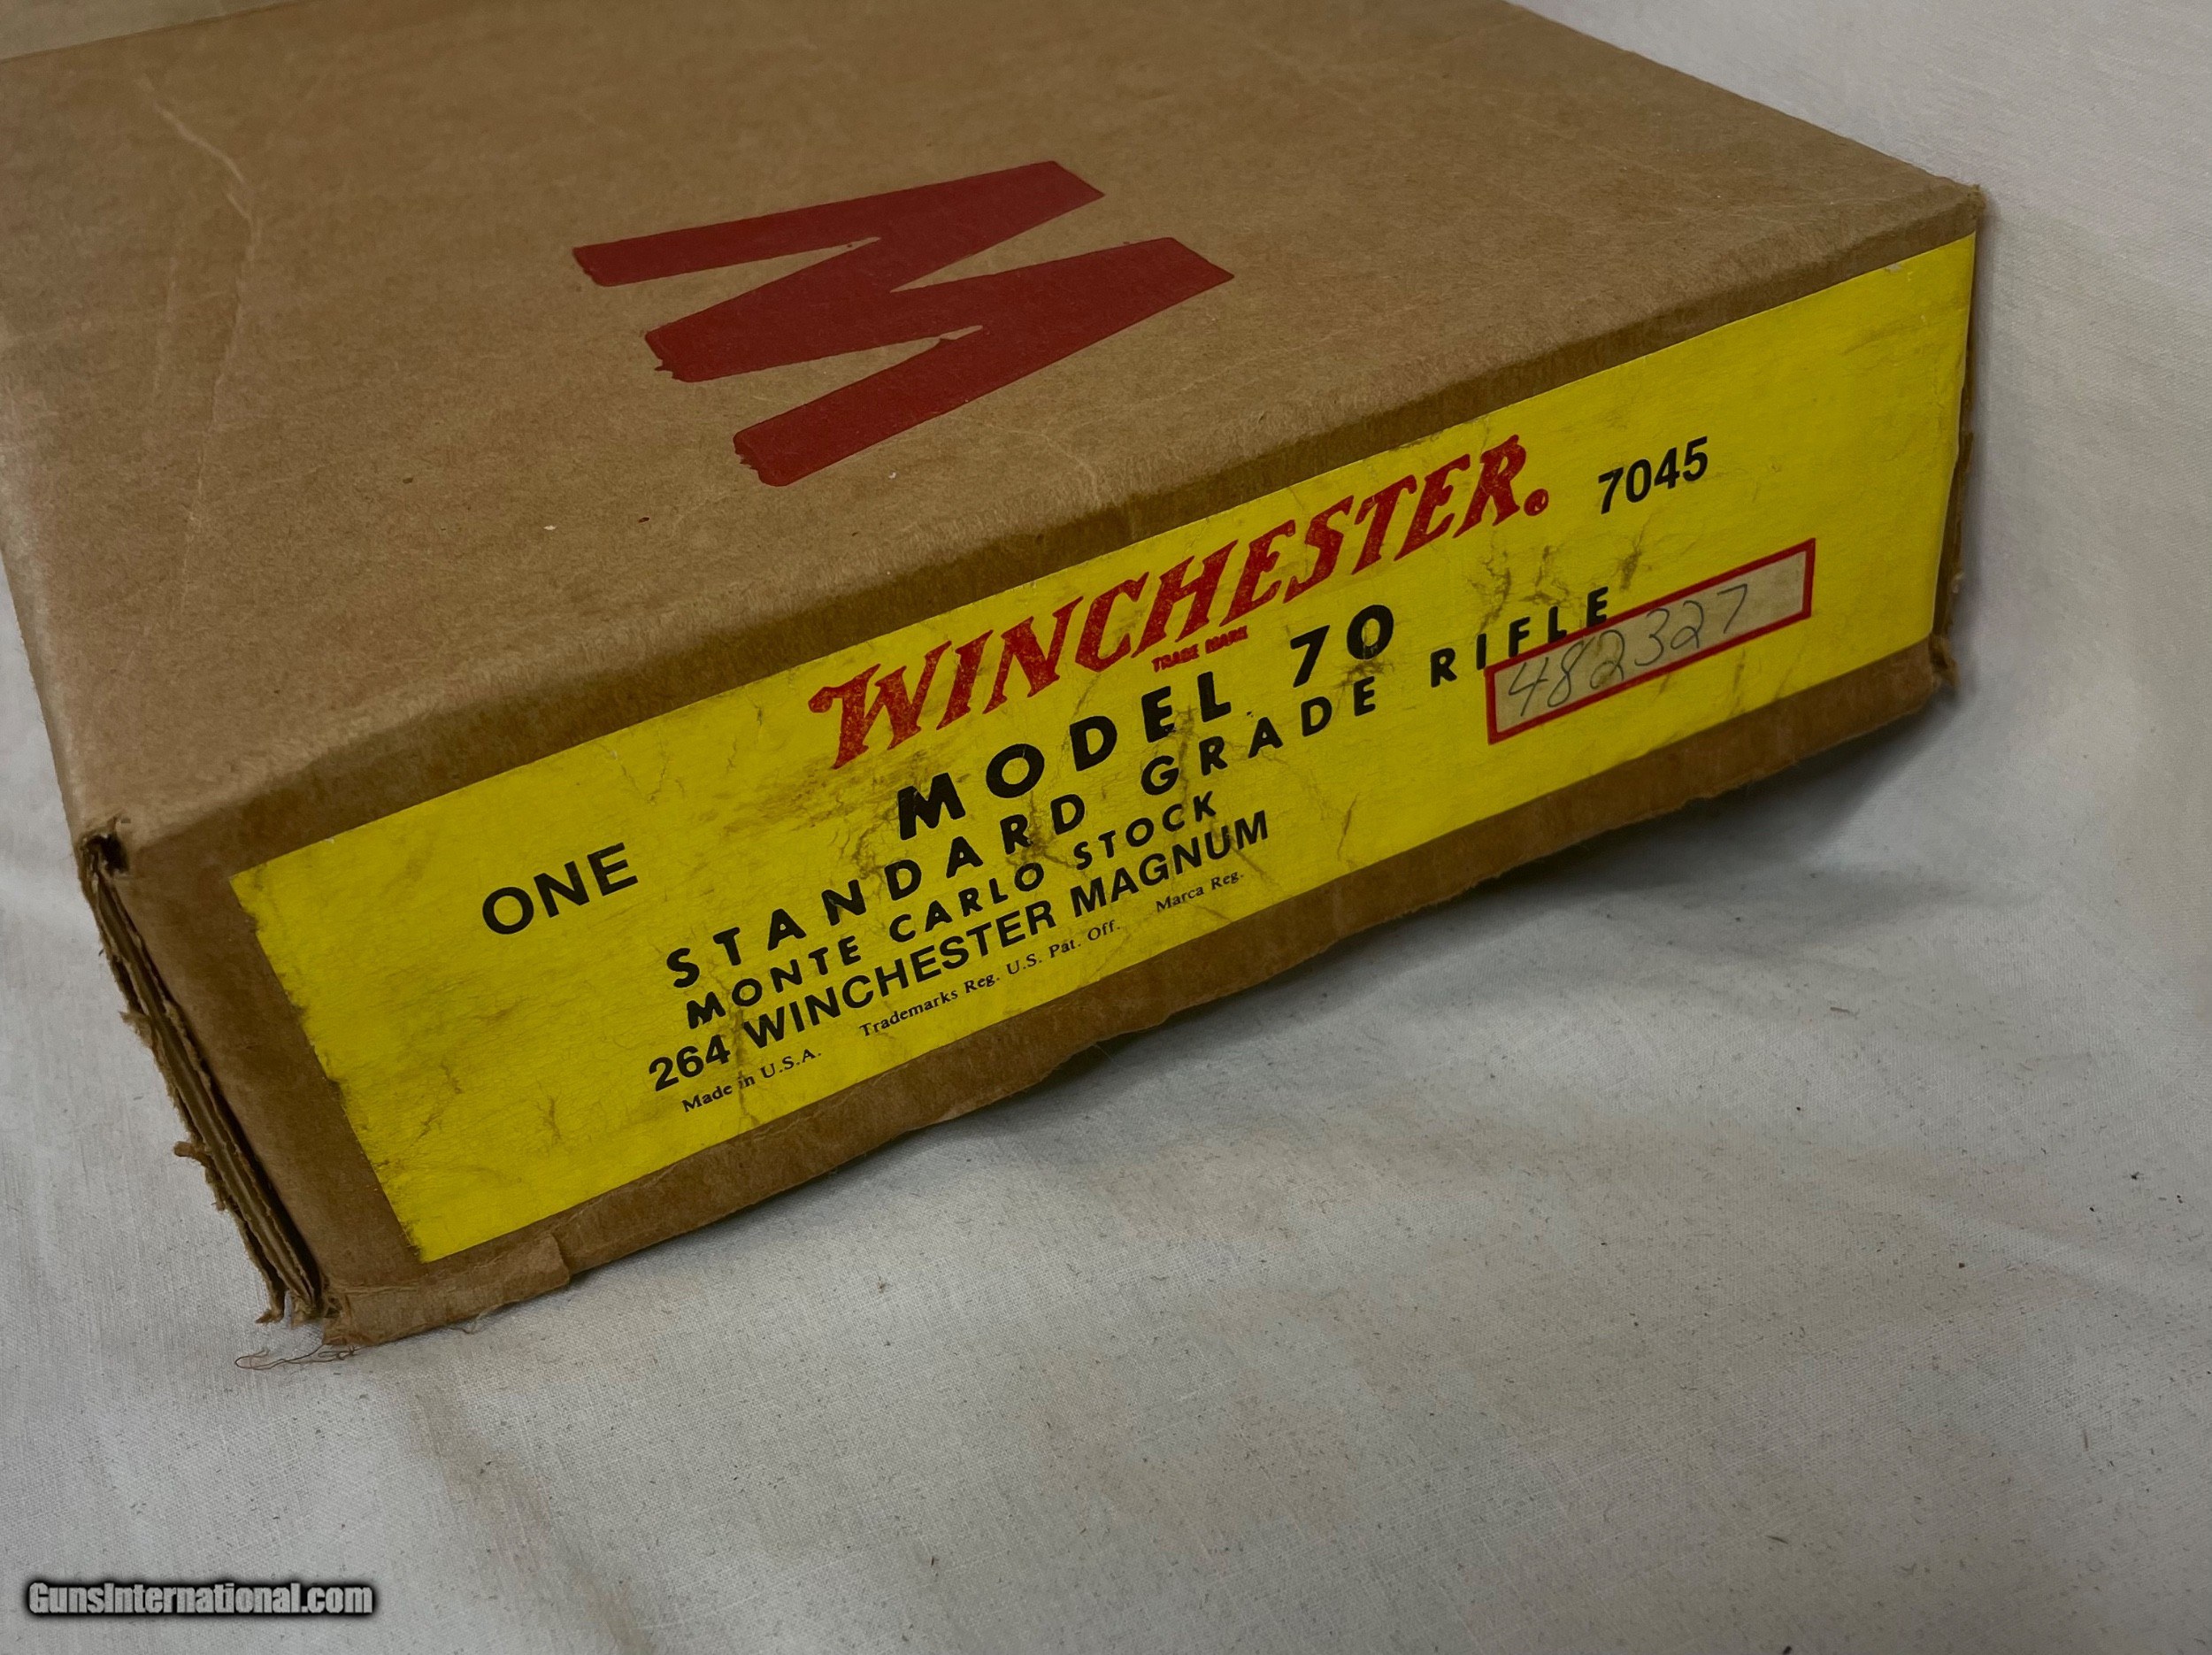 W
WINCHESTER. 7045
TRADE MARK
ONE
MODEL 70
STANDARD GRADE RIFLE
482327
MONTE CARLO STOCK
264 WINCHESTER MAGNUM
Made in U.S.A. Trademarks Reg. U.S. Pat. Off. Marca Reg.
GunsInternational.com